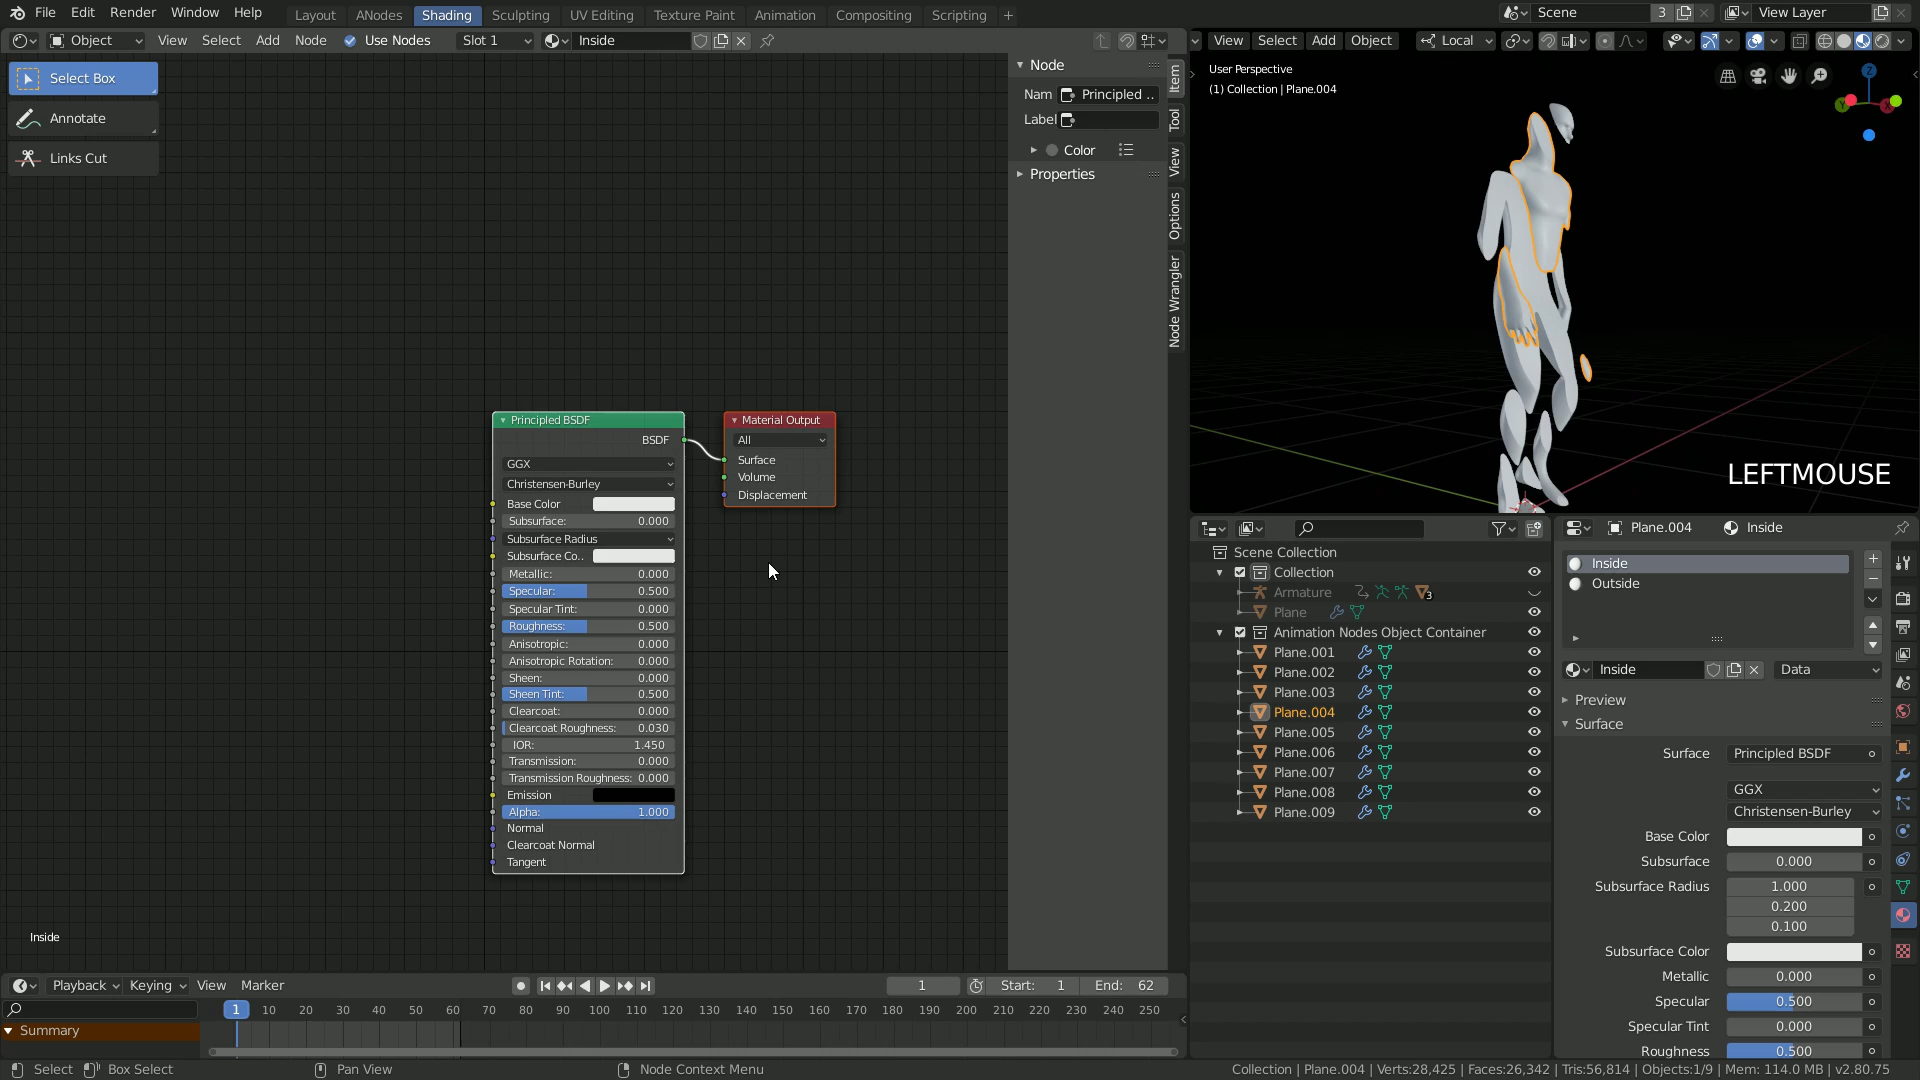 File Edit Render Window Help Layout ANodes Shading Sculpting UV Editing Texture Paint Animation Compositing Scripting + Scene 3 View Layer
Object View Select Add Node Use Nodes Slot 1 Inside
View Select Add Object Local
Select Box
Annotate
Links Cut
Node
Nam Principled ..
Label
Color
Properties
Item
Tool
View
Options
Node Wrangler
User Perspective
(1) Collection | Plane.004
LEFTMOUSE
Principled BSDF
BSDF
GGX
Christensen-Burley
Base Color
Subsurface: 0.000
Subsurface Radius
Subsurface Co..
Metallic: 0.000
Specular: 0.500
Specular Tint: 0.000
Roughness: 0.500
Anisotropic: 0.000
Anisotropic Rotation: 0.000
Sheen: 0.000
Sheen Tint: 0.500
Clearcoat: 0.000
Clearcoat Roughness: 0.030
IOR: 1.450
Transmission: 0.000
Transmission Roughness: 0.000
Emission
Alpha: 1.000
Normal
Clearcoat Normal
Tangent
Material Output
All
Surface
Volume
Displacement
Inside
Scene Collection
Collection
Armature 3
Plane
Animation Nodes Object Container
Plane.001
Plane.002
Plane.003
Plane.004
Plane.005
Plane.006
Plane.007
Plane.008
Plane.009
Plane.004 Inside
Inside
Outside
Inside Data
Preview
Surface
Surface Principled BSDF
GGX
Christensen-Burley
Base Color
Subsurface 0.000
Subsurface Radius 1.000
0.200
0.100
Subsurface Color
Metallic 0.000
Specular 0.500
Specular Tint 0.000
Roughness 0.500
Playback Keying View Marker 1 Start: 1 End: 62
1 10 20 30 40 50 60 70 80 90 100 110 120 130 140 150 160 170 180 190 200 210 220 230 240 250
Summary
Select Box Select Pan View Node Context Menu Collection | Plane.004 | Verts:28,425 | Faces:26,342 | Tris:56,814 | Objects:1/9 | Mem: 114.0 MB | v2.80.75